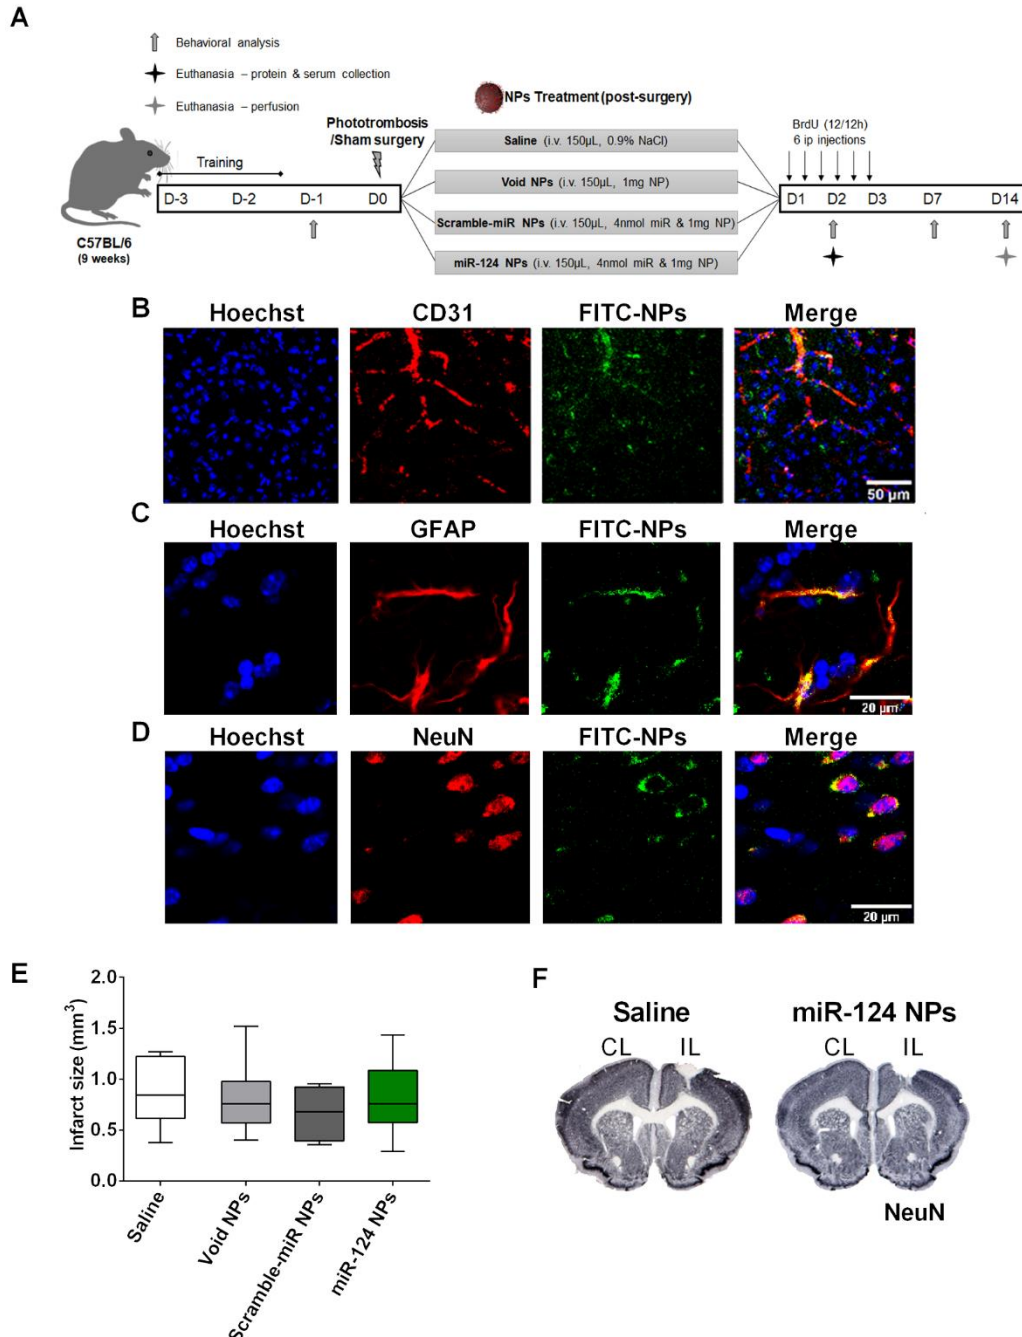 A
Behavioral analysis
Euthanasia – protein & serum collection
Euthanasia – perfusion
NPs Treatment (post-surgery)
Phototrombosis
/Sham surgery
Training
D-3 D-2 D-1 D0
C57BL/6
(9 weeks)
Saline (i.v. 150µL, 0.9% NaCl)
Void NPs (i.v. 150µL, 1mg NP)
Scramble-miR NPs (i.v. 150µL, 4nmol miR & 1mg NP)
miR-124 NPs (i.v. 150µL, 4nmol miR & 1mg NP)
BrdU (12/12h)
6 ip injections
D1 D2 D3 D7 D14
B
Hoechst CD31 FITC-NPs Merge
50 µm
C
Hoechst GFAP FITC-NPs Merge
20 µm
D
Hoechst NeuN FITC-NPs Merge
20 µm
E
Infarct size (mm³)
2.0
1.5
1.0
0.5
0.0
Saline
Void NPs
Scramble-miR NPs
miR-124 NPs
F
Saline miR-124 NPs
CL IL CL IL
NeuN